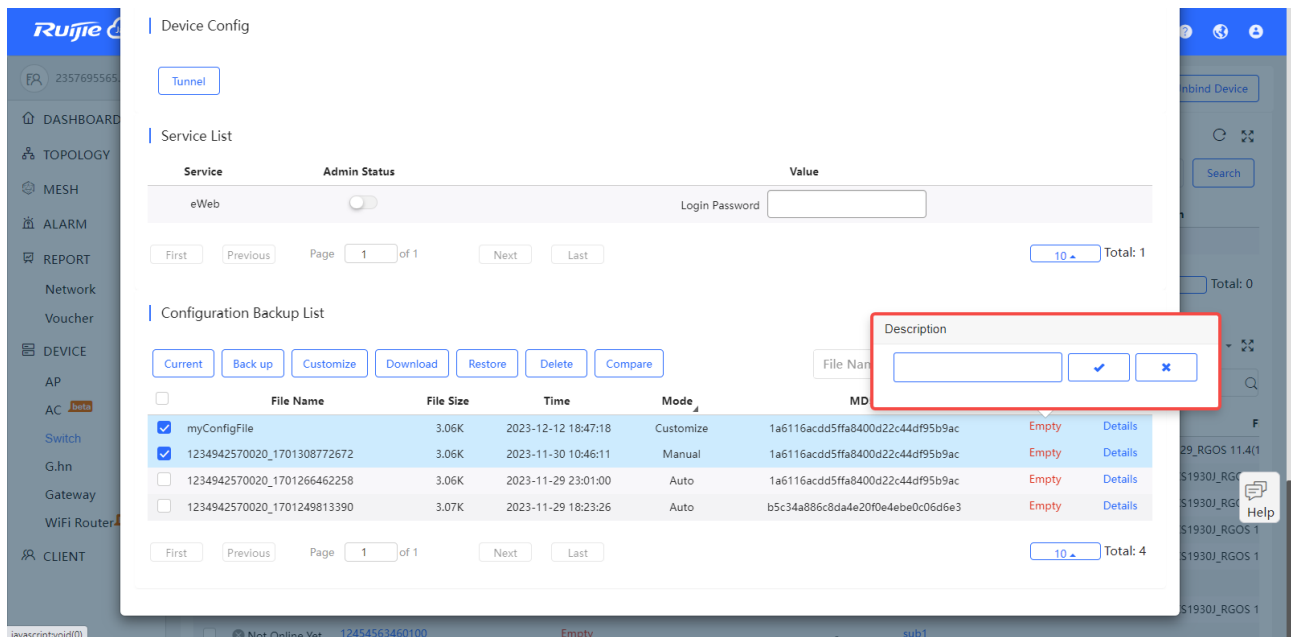 Ruijie
Device Config
2357695565.
Tunnel
nbind Device
DASHBOARD
Service List
TOPOLOGY
Service Admin Status Value
Search
MESH
eWeb Login Password
ALARM
First Previous Page 1 of 1 Next Last 10 Total: 1
REPORT
Network
Total: 0
Voucher
Configuration Backup List
Description
DEVICE
Current Back up Customize Download Restore Delete Compare File Nam
AP
File Name File Size Time Mode MD
AC beta
myConfigFile 3.06K 2023-12-12 18:47:18 Customize 1a6116acdd5ffa8400d22c44df95b9ac Empty Details
Switch
1234942570020_1701308772672 3.06K 2023-11-30 10:46:11 Manual 1a6116acdd5ffa8400d22c44df95b9ac Empty Details
29_RGOS 11.4(1
G.hn
1234942570020_1701266462258 3.06K 2023-11-29 23:01:00 Auto 1a6116acdd5ffa8400d22c44df95b9ac Empty Details
S1930J_RGO
Gateway
1234942570020_1701249813390 3.07K 2023-11-29 18:23:26 Auto b5c34a886c8da4e20f0e4ebe0c06d6e3 Empty Details
S1930J_RGO
Help
WiFi Router
S1930J_RGOS 1
First Previous Page 1 of 1 Next Last 10 Total: 4
CLIENT
S1930J_RGOS 1
S1930J_RGOS 1
javascript:void(0)
Not Online Yet 12454563460100 Empty sub1